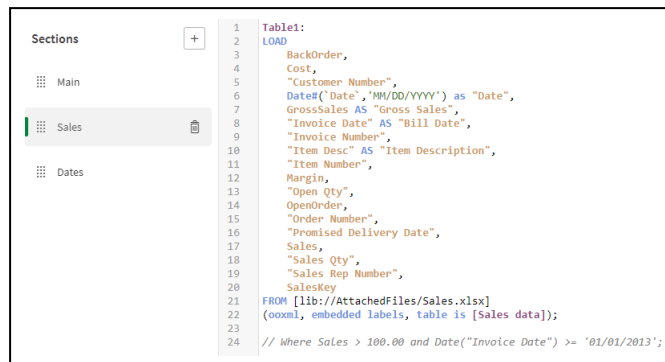 Sections
+
Main
Sales
Dates
1 Table1:
2 LOAD
3 BackOrder,
4 Cost,
5 "Customer Number",
6 Date#(`Date`,'MM/DD/YYYY') as "Date",
7 GrossSales AS "Gross Sales",
8 "Invoice Date" AS "Bill Date",
9 "Invoice Number",
10 "Item Desc" AS "Item Description",
11 "Item Number",
12 Margin,
13 "Open Qty",
14 OpenOrder,
15 "Order Number",
16 "Promised Delivery Date",
17 Sales,
18 "Sales Qty",
19 "Sales Rep Number",
20 SalesKey
21 FROM [lib://AttachedFiles/Sales.xlsx]
22 (ooxml, embedded labels, table is [Sales data]);
23
24 // Where Sales > 100.00 and Date("Invoice Date") >= '01/01/2013';